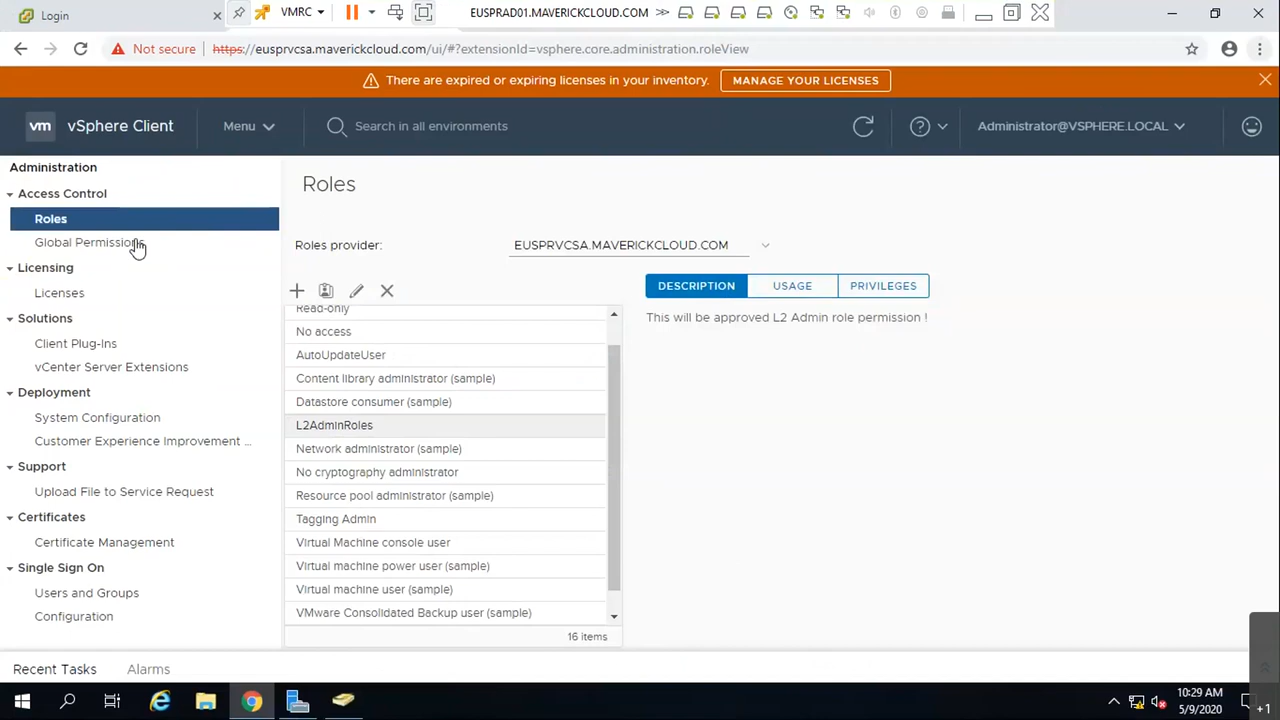 Login
VMRC
EUSPRAD01.MAVERICKCLOUD.COM
Not secure
https://eusprvcsa.maverickcloud.com/ui/#?extensionId=vsphere.core.administration.roleView
There are expired or expiring licenses in your inventory.
MANAGE YOUR LICENSES
vm
vSphere Client
Menu
Search in all environments
Administrator@VSPHERE.LOCAL
Administration
Access Control
Roles
Global Permissions
Licensing
Licenses
Solutions
Client Plug-Ins
vCenter Server Extensions
Deployment
System Configuration
Customer Experience Improvement ...
Support
Upload File to Service Request
Certificates
Certificate Management
Single Sign On
Users and Groups
Configuration
Roles
Roles provider:
EUSPRVCSA.MAVERICKCLOUD.COM
Read-only
No access
AutoUpdateUser
Content library administrator (sample)
Datastore consumer (sample)
L2AdminRoles
Network administrator (sample)
No cryptography administrator
Resource pool administrator (sample)
Tagging Admin
Virtual Machine console user
Virtual machine power user (sample)
Virtual machine user (sample)
VMware Consolidated Backup user (sample)
16 items
DESCRIPTION
USAGE
PRIVILEGES
This will be approved L2 Admin role permission !
Recent Tasks
Alarms
10:29 AM
5/9/2020
+1